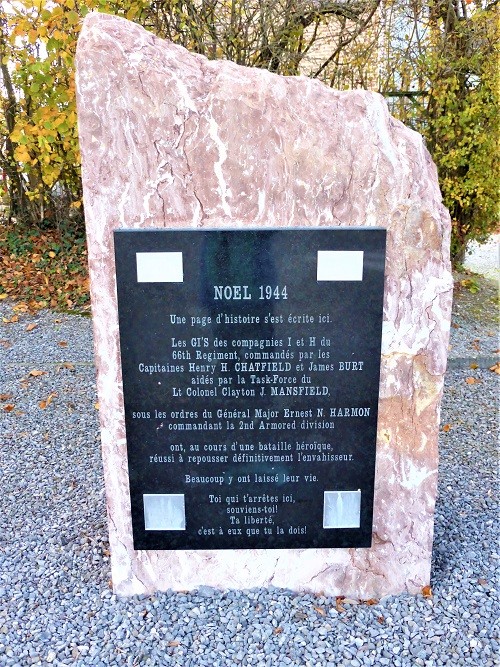 NOEL 1944
Une page d'histoire s'est écrite ici.
Les GI'S des compagnies I et H du
66th Regiment, commandés par les
Capitaines Henry H. CHATFIELD et James BURT
aidés par la Task-Force du
Lt Colonel Clayton J. MANSFIELD,
sous les ordres du Général Major Ernest N. HARMON
commandant la 2nd Armored division
ont, au cours d'une bataille héroïque,
réussi à repousser définitivement l'envahisseur.
Beaucoup y ont laissé leur vie.
Toi qui t'arrêtes ici,
souviens-toi!
Ta liberté,
c'est à eux que tu la dois!